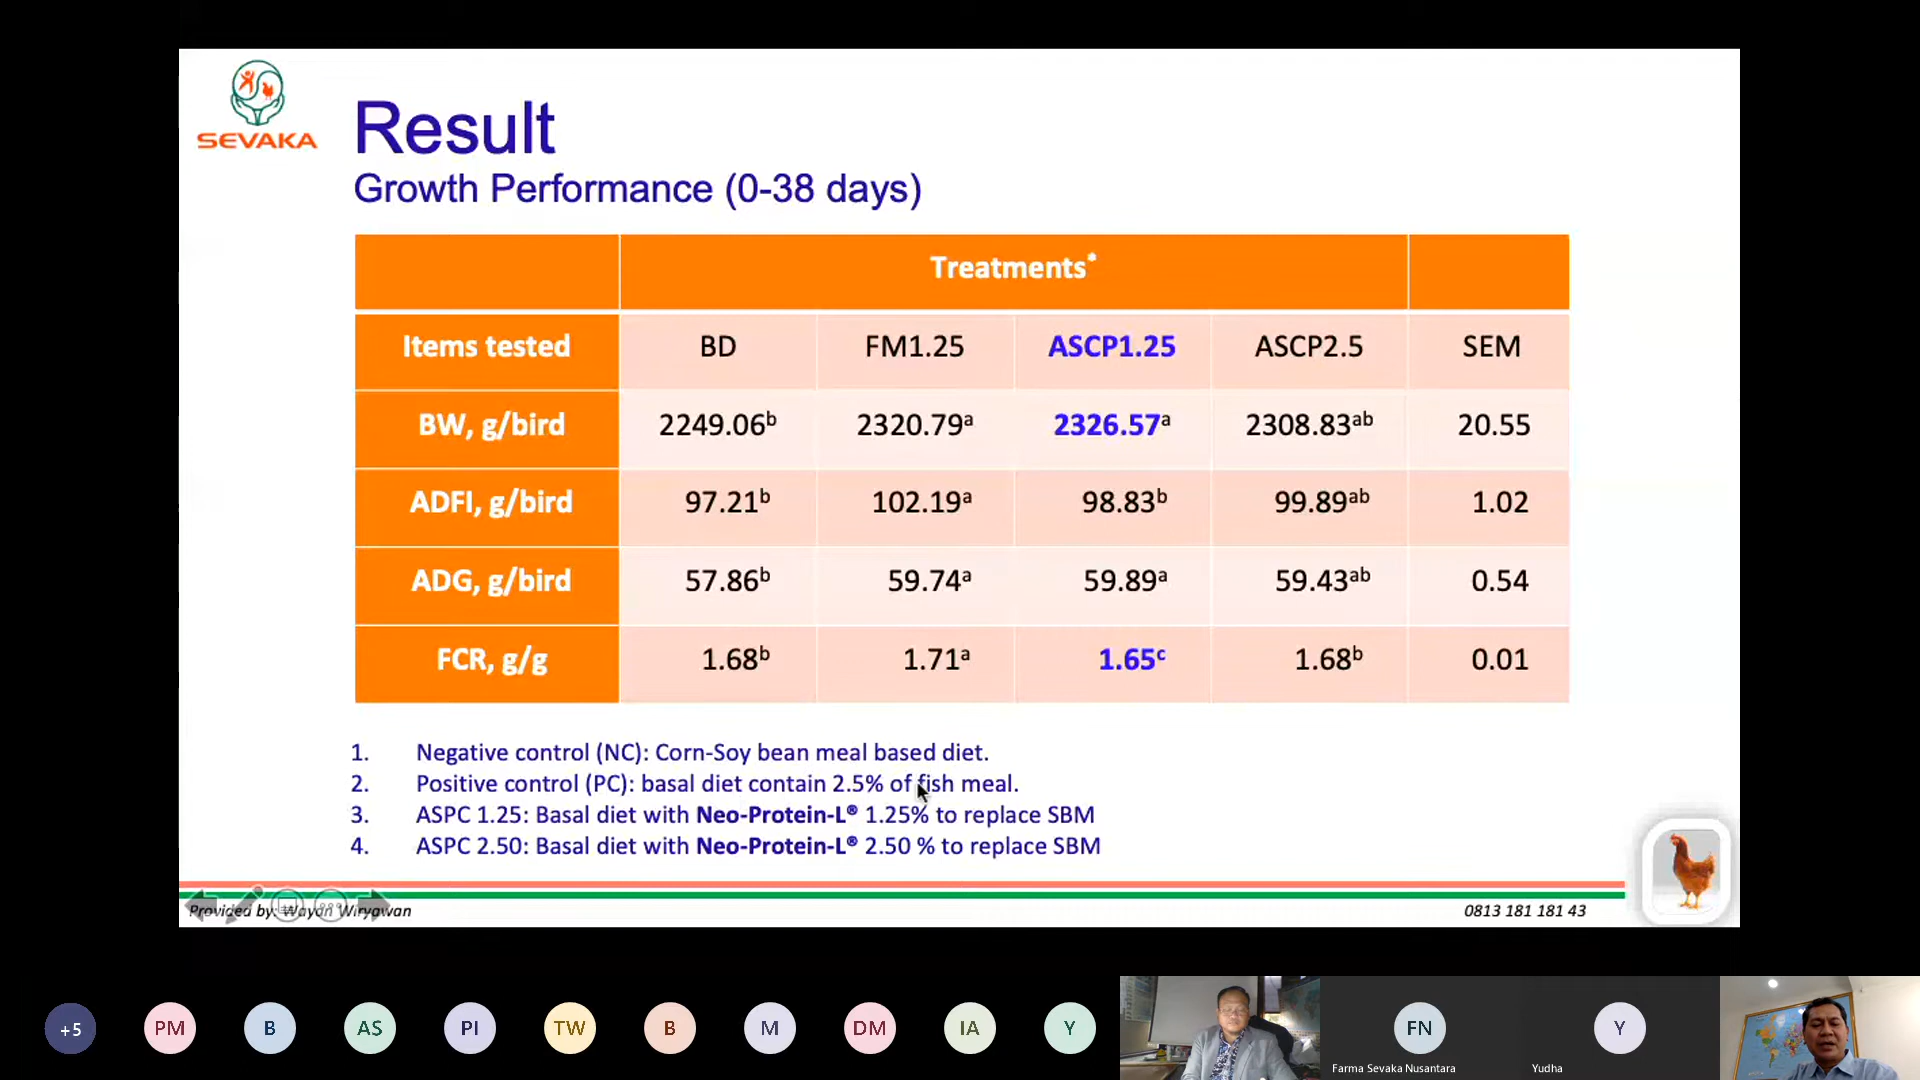 SEVAKA
Result
Growth Performance (0-38 days)
Treatments*
Items tested BD FM1.25 ASCP1.25 ASCP2.5 SEM
BW, g/bird 2249.06ᵇ 2320.79ᵃ 2326.57ᵃ 2308.83ᵃᵇ 20.55
ADFI, g/bird 97.21ᵇ 102.19ᵃ 98.83ᵇ 99.89ᵃᵇ 1.02
ADG, g/bird 57.86ᵇ 59.74ᵃ 59.89ᵃ 59.43ᵃᵇ 0.54
FCR, g/g 1.68ᵇ 1.71ᵃ 1.65ᶜ 1.68ᵇ 0.01
1. Negative control (NC): Corn-Soy bean meal based diet.
2. Positive control (PC): basal diet contain 2.5% of fish meal.
3. ASPC 1.25: Basal diet with Neo-Protein-L® 1.25% to replace SBM
4. ASPC 2.50: Basal diet with Neo-Protein-L® 2.50 % to replace SBM
Provided by: Wayan Wiryawan
0813 181 181 43
+5 PM B AS PI TW B M DM IA Y FN Y
Farma Sevaka Nusantara Yudha